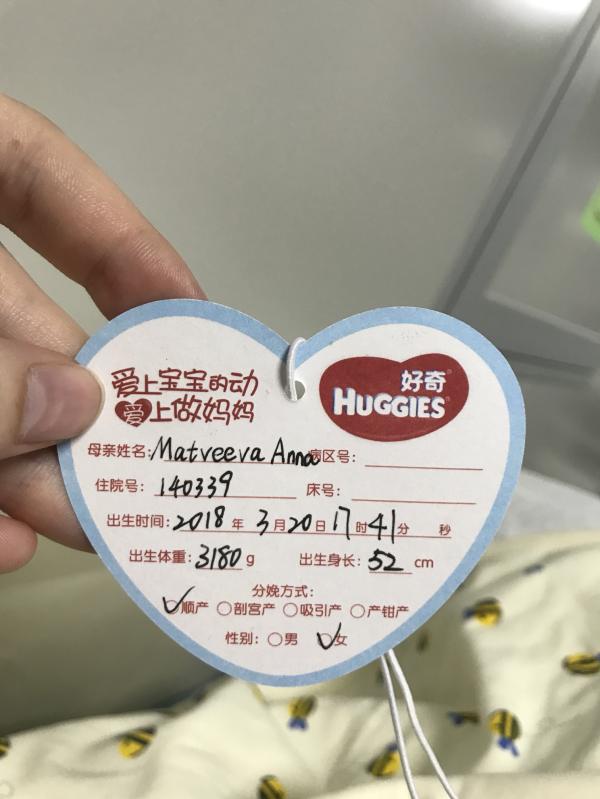 爱上宝宝的动
爱上做妈妈
好奇
HUGGIES
母亲姓名: Matveeva Anna 病区号:
住院号: 140339 床号:
出生时间: 2018 年 3 月 20 日 17 时 41 分 秒
出生体重: 3180 g 出生身长: 52 cm
分娩方式:
✓顺产 ○剖宫产 ○吸引产 ○产钳产
性别: ○男 ✓女